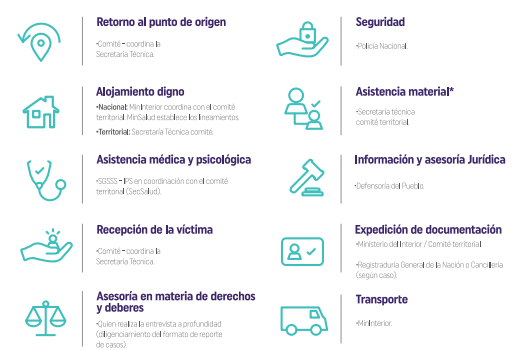 Retorno al punto de origen
•Comité – coordina la
Secretaría Técnica.
Alojamiento digno
•Nacional: MinInterior coordina con el comité
territorial. MinSalud establece los lineamientos.
•Territorial: Secretaría Técnica comité.
Asistencia médica y psicológica
•SGSSS – IPS en coordinación con el comité
territorial (SecSalud).
Recepción de la víctima
•Comité – coordina la
Secretaría Técnica.
Asesoría en materia de derechos
y deberes
•Quien realiza la entrevista a profundidad
(diligenciamiento del formato de reporte
de casos).
Seguridad
•Policía Nacional.
Asistencia material*
•Secretaría técnica
comité territorial.
Información y asesoría Jurídica
•Defensoría del Pueblo.
Expedición de documentación
•Ministerio del Interior / Comité territorial.
•Registraduría General de la Nación o Cancillería
(según caso).
Transporte
•MinInterior.